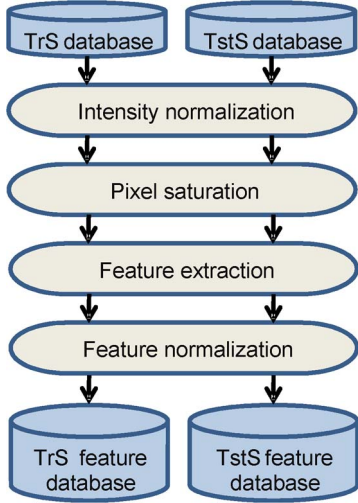 TrS database
TstS database
Intensity normalization
Pixel saturation
Feature extraction
Feature normalization
TrS feature
database
TstS feature
database